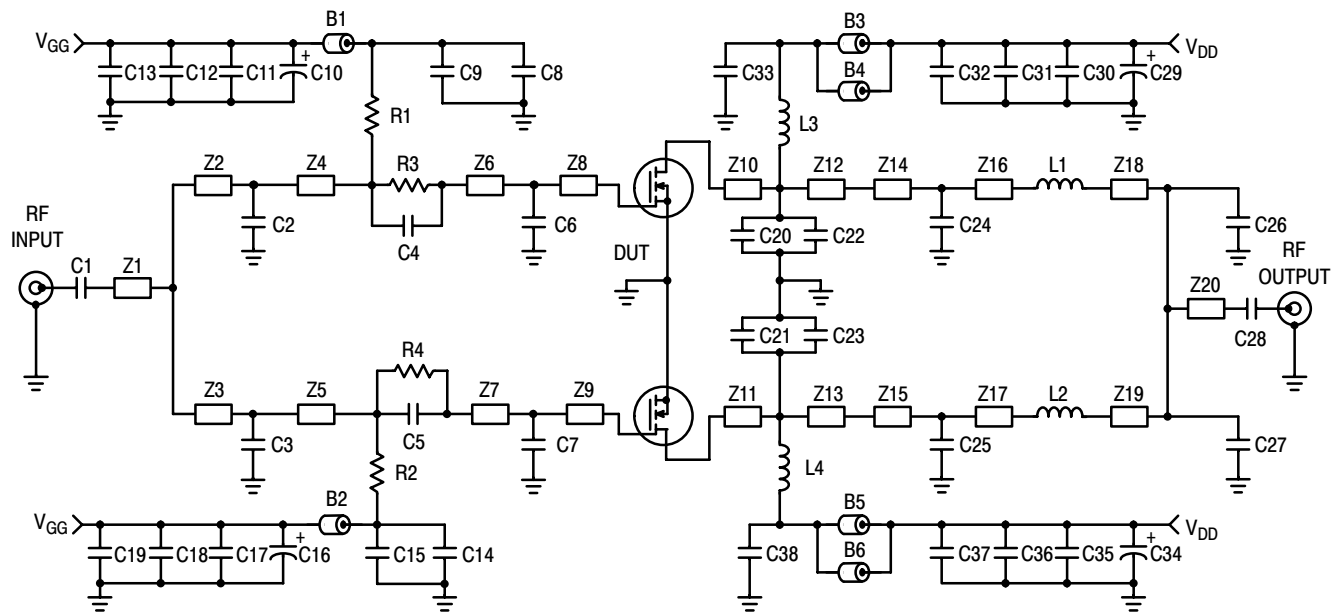 B1
B3
V_GG
V_DD
C13
C12
C11
+
C10
C9
C8
C33
B4
C32
C31
C30
+
C29
R1
L3
Z2
Z4
R3
Z6
Z8
Z10
Z12
Z14
Z16
L1
Z18
RF
INPUT
C2
C4
C6
C20
C22
C24
C26
C1
Z1
DUT
RF
OUTPUT
Z20
C28
R4
C21
C23
Z3
Z5
Z7
Z9
Z11
Z13
Z15
Z17
L2
Z19
C3
C5
C7
C25
C27
R2
L4
B2
B5
V_GG
V_DD
C19
C18
C17
+
C16
C15
C14
C38
B6
C37
C36
C35
+
C34